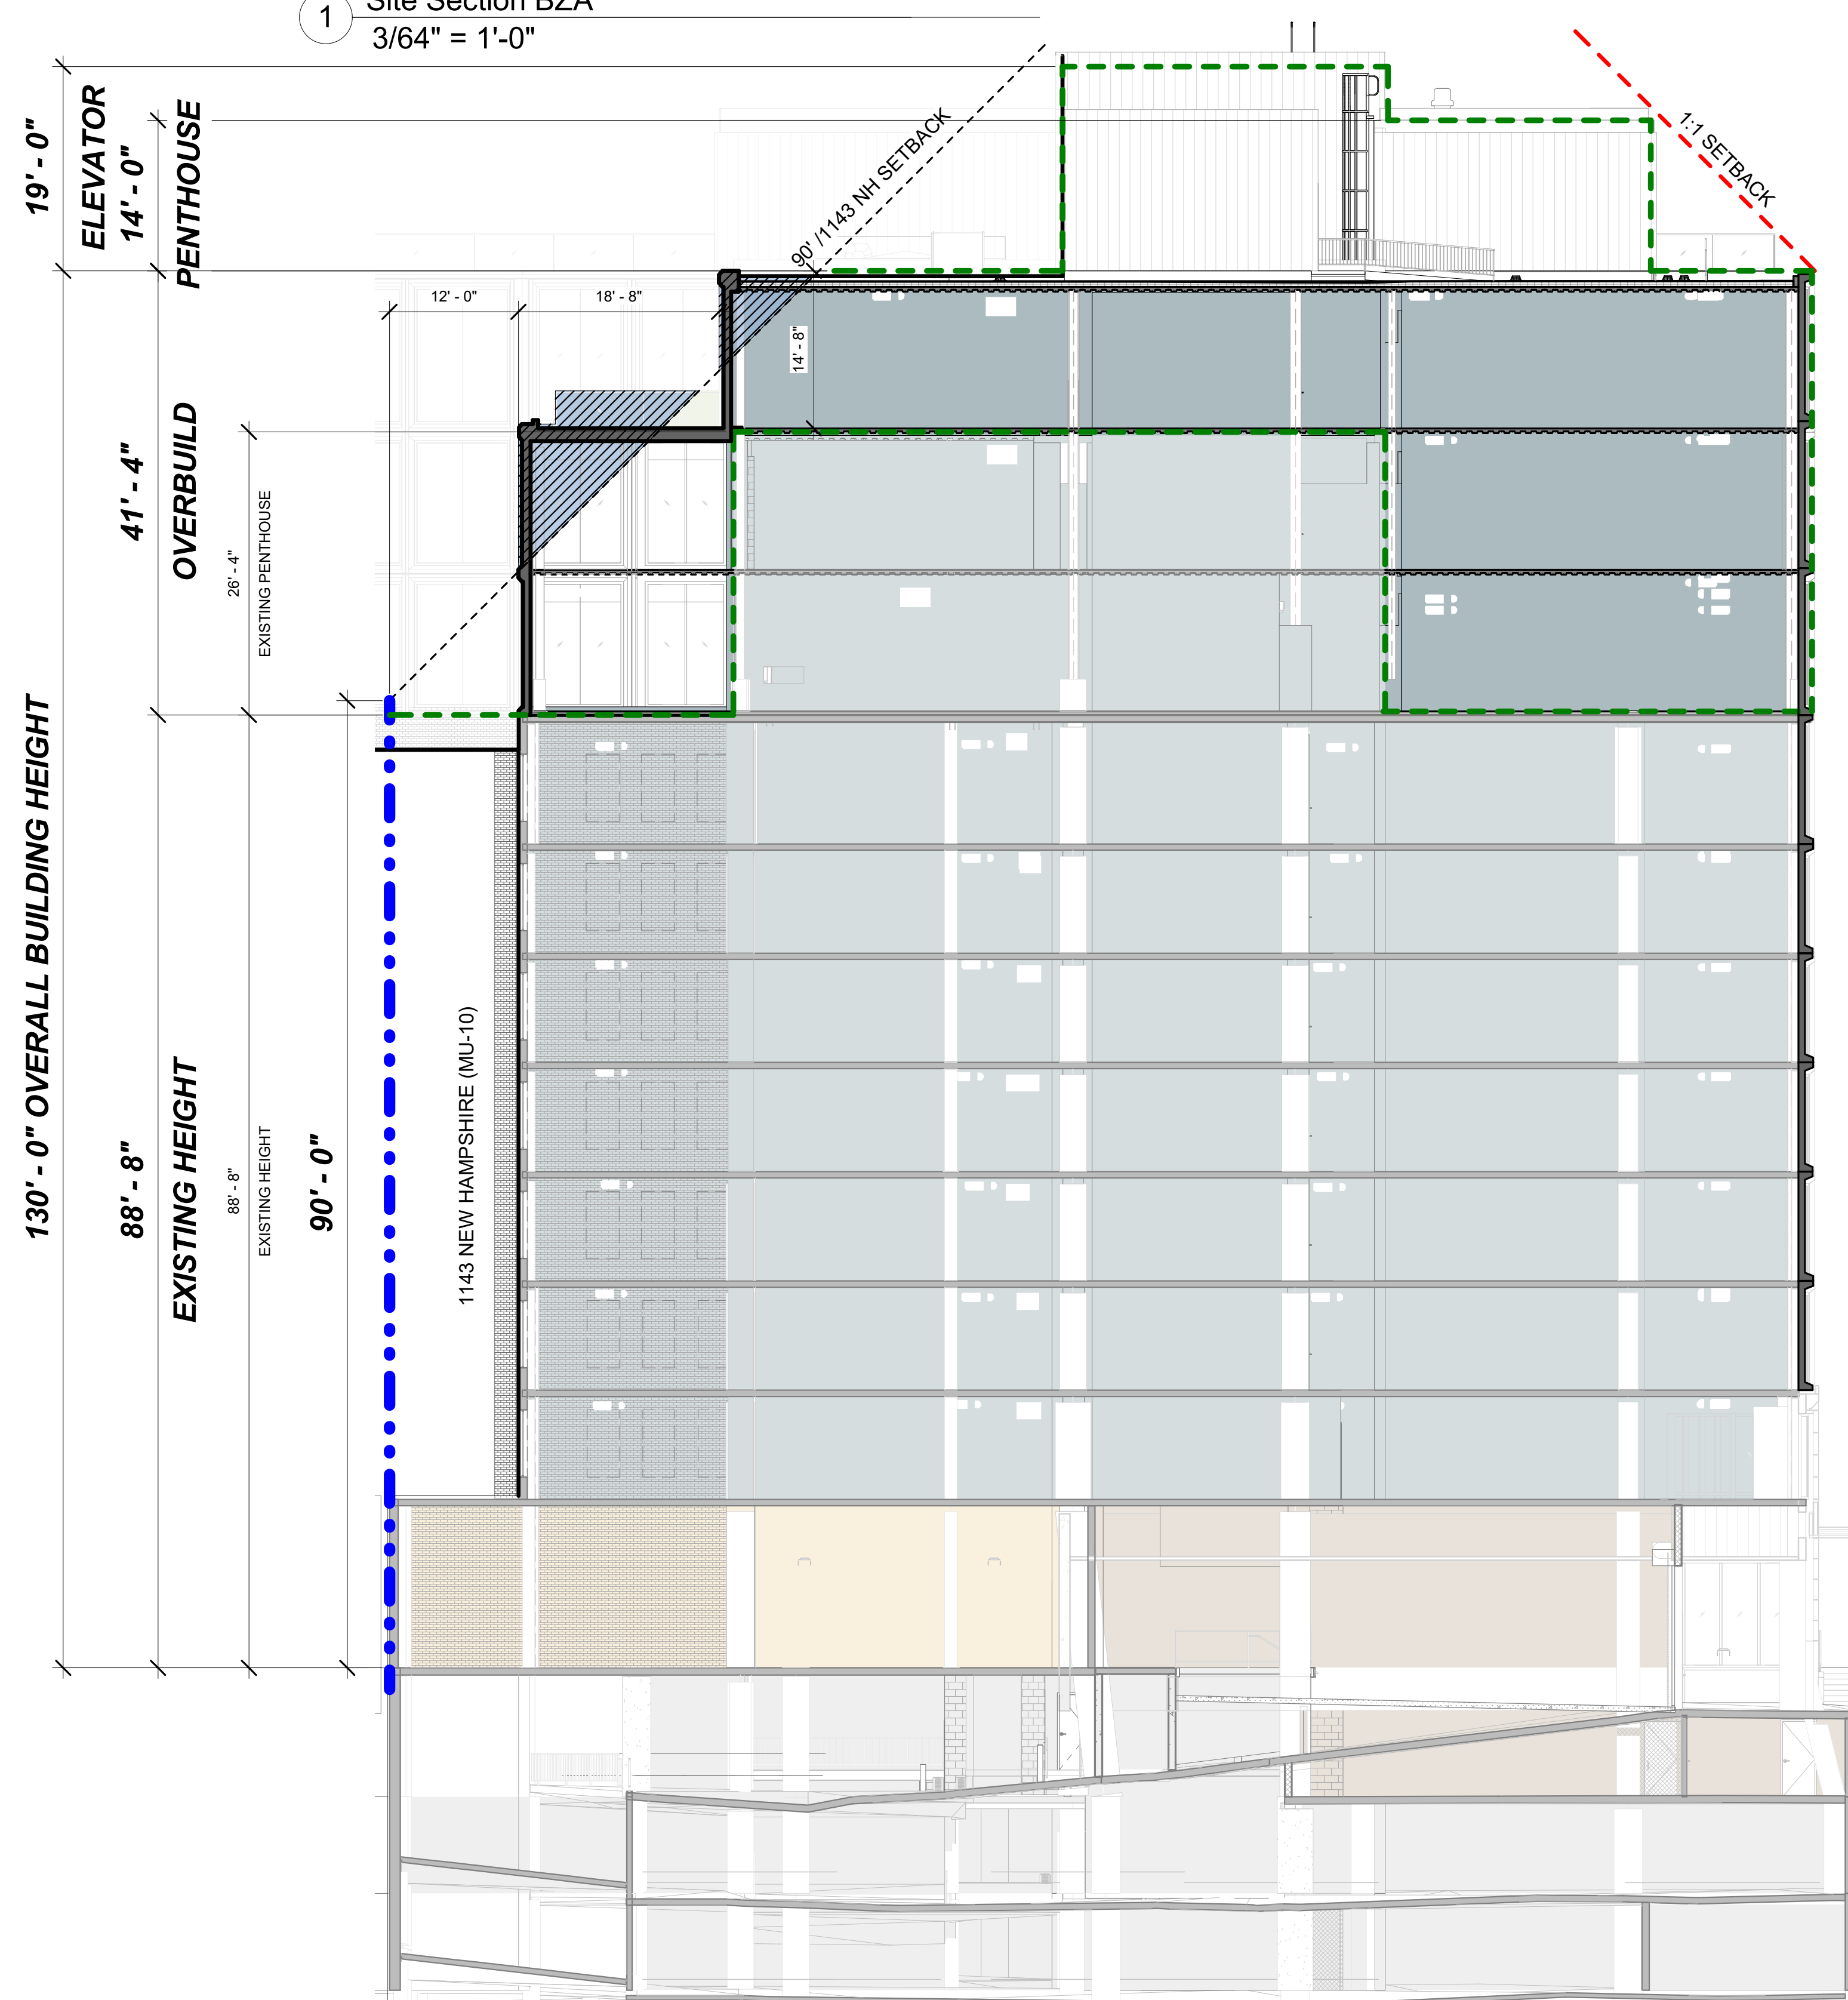 1
Site Section BZA
3/64" = 1'-0"
19' - 0"
ELEVATOR
14' - 0"
PENTHOUSE
90' /1143 NH SETBACK
1:1 SETBACK
12' - 0"
18' - 8"
14' - 8"
41' - 4"
OVERBUILD
26' - 4"
EXISTING PENTHOUSE
130' - 0" OVERALL BUILDING HEIGHT
88' - 8"
EXISTING HEIGHT
88' - 8"
EXISTING HEIGHT
90' - 0"
1143 NEW HAMPSHIRE (MU-10)